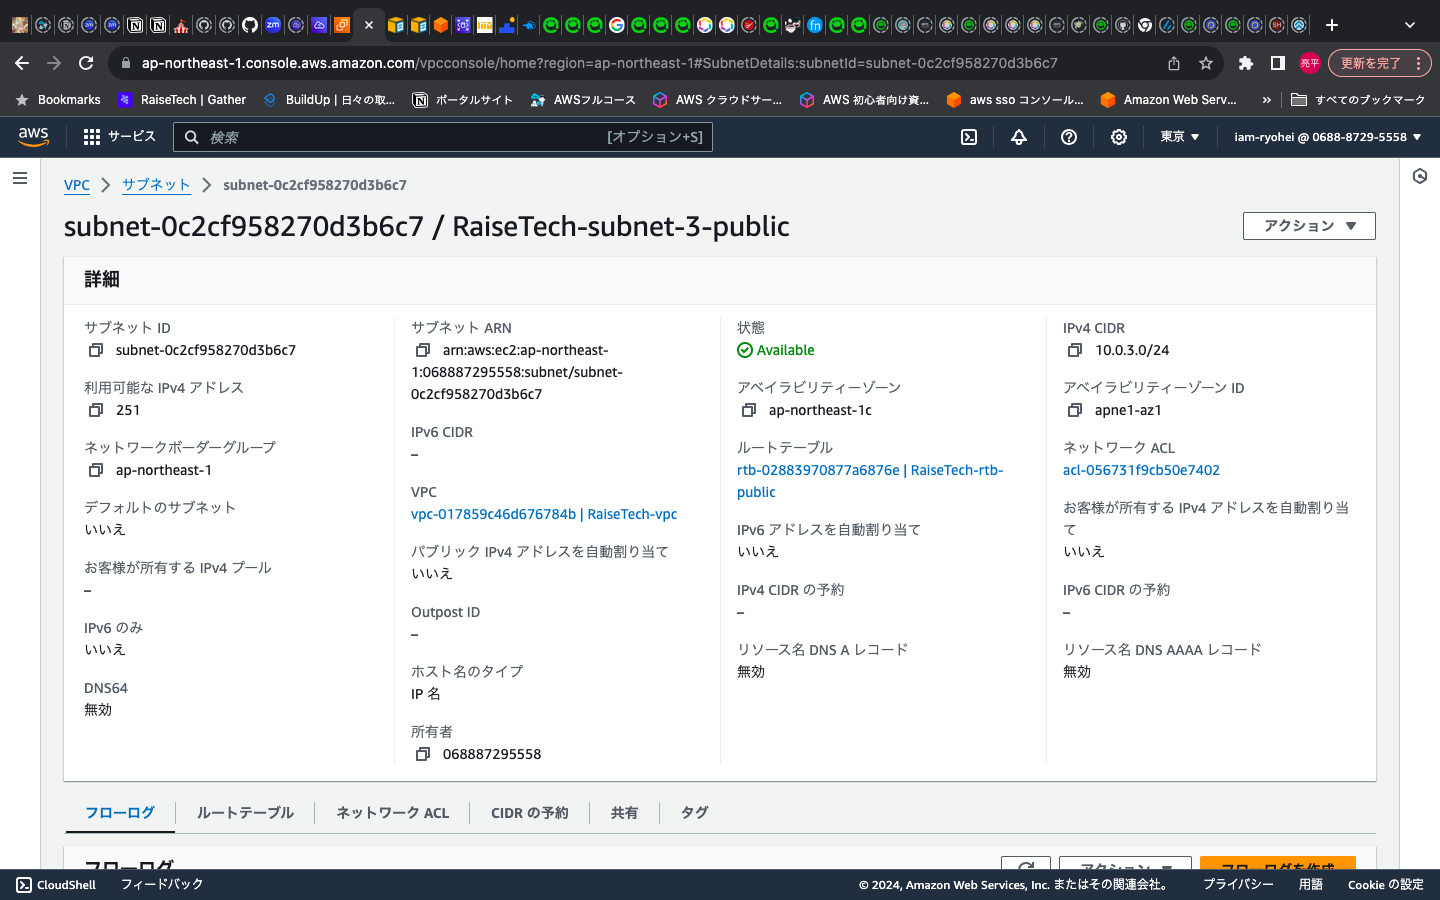 ap-northeast-1.console.aws.amazon.com/vpcconsole/home?region=ap-northeast-1#SubnetDetails:subnetId=subnet-0c2cf958270d3b6c7
亮平
更新を完了
Bookmarks
RaiseTech | Gather
BuildUp | 日々の取...
ポータルサイト
AWSフルコース
AWS クラウドサー...
AWS 初心者向け資...
aws sso コンソール...
Amazon Web Serv...
»
すべてのブックマーク
aws
サービス
検索
[オプション+S]
東京
iam-ryohei @ 0688-8729-5558
VPC
サブネット
subnet-0c2cf958270d3b6c7
subnet-0c2cf958270d3b6c7 / RaiseTech-subnet-3-public
アクション
詳細
サブネット ID
subnet-0c2cf958270d3b6c7
利用可能な IPv4 アドレス
251
ネットワークボーダーグループ
ap-northeast-1
デフォルトのサブネット
いいえ
お客様が所有する IPv4 プール
–
IPv6 のみ
いいえ
DNS64
無効
サブネット ARN
arn:aws:ec2:ap-northeast-
1:068887295558:subnet/subnet-
0c2cf958270d3b6c7
IPv6 CIDR
–
VPC
vpc-017859c46d676784b | RaiseTech-vpc
パブリック IPv4 アドレスを自動割り当て
いいえ
Outpost ID
–
ホスト名のタイプ
IP 名
所有者
068887295558
状態
Available
アベイラビリティーゾーン
ap-northeast-1c
ルートテーブル
rtb-02883970877a6876e | RaiseTech-rtb-
public
IPv6 アドレスを自動割り当て
いいえ
IPv4 CIDR の予約
–
リソース名 DNS A レコード
無効
IPv4 CIDR
10.0.3.0/24
アベイラビリティーゾーン ID
apne1-az1
ネットワーク ACL
acl-056731f9cb50e7402
お客様が所有する IPv4 アドレスを自動割り当
て
いいえ
IPv6 CIDR の予約
–
リソース名 DNS AAAA レコード
無効
フローログ
ルートテーブル
ネットワーク ACL
CIDR の予約
共有
タグ
フローログ
アクション
フローログを作成
CloudShell
フィードバック
© 2024, Amazon Web Services, Inc. またはその関連会社。
プライバシー
用語
Cookie の設定